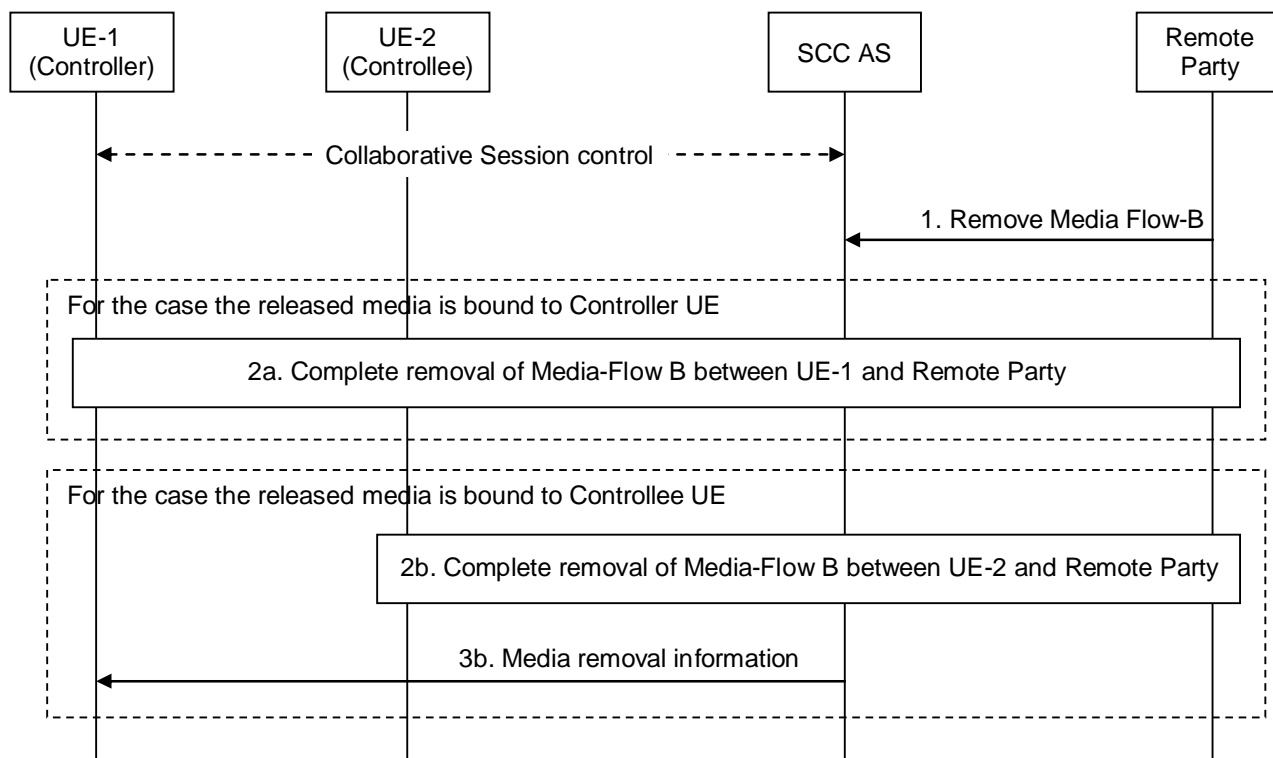 UE-1
(Controller)
UE-2
(Controllee)
SCC AS
Remote
Party
Collaborative Session control
1. Remove Media Flow-B
For the case the released media is bound to Controller UE
2a. Complete removal of Media-Flow B between UE-1 and Remote Party
For the case the released media is bound to Controllee UE
2b. Complete removal of Media-Flow B between UE-2 and Remote Party
3b. Media removal information